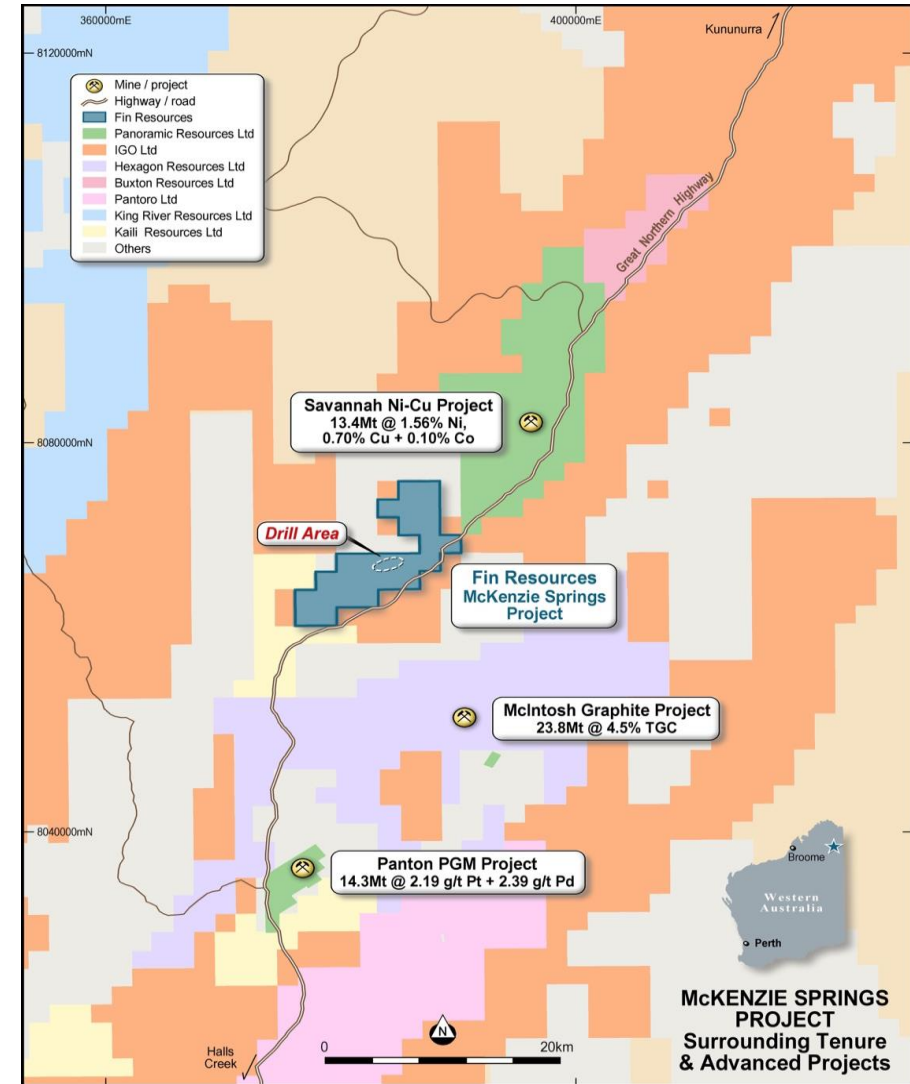 360000mE
400000mE
8120000mN
Kununurra
Mine / project
Highway / road
Fin Resources
Panoramic Resources Ltd
IGO Ltd
Hexagon Resources Ltd
Buxton Resources Ltd
Pantoro Ltd
King River Resources Ltd
Kaili Resources Ltd
Others
Great Northern Highway
Savannah Ni-Cu Project
13.4Mt @ 1.56% Ni,
0.70% Cu + 0.10% Co
8080000mN
Drill Area
Fin Resources
McKenzie Springs
Project
McIntosh Graphite Project
23.8Mt @ 4.5% TGC
8040000mN
Panton PGM Project
14.3Mt @ 2.19 g/t Pt + 2.39 g/t Pd
Broome
Western
Australia
Perth
McKENZIE SPRINGS
PROJECT
Surrounding Tenure
& Advanced Projects
N
0 20km
Halls
Creek